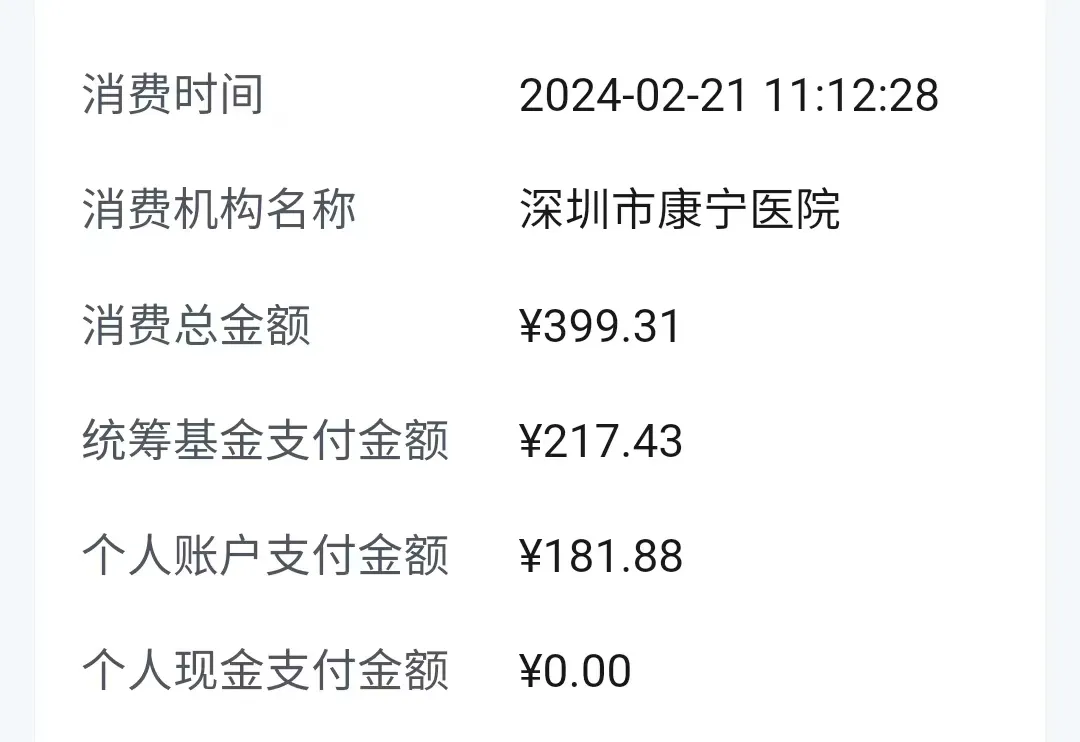 消费时间 2024-02-21 11:12:28
消费机构名称 深圳市康宁医院
消费总金额 ¥399.31
统筹基金支付金额 ¥217.43
个人账户支付金额 ¥181.88
个人现金支付金额 ¥0.00